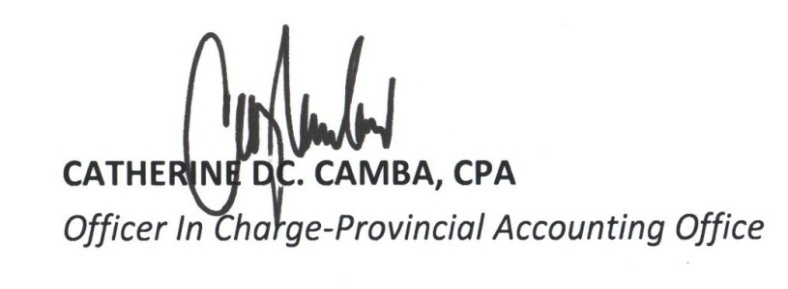 CATHERINE DC. CAMBA, CPA
Officer In Charge-Provincial Accounting Office